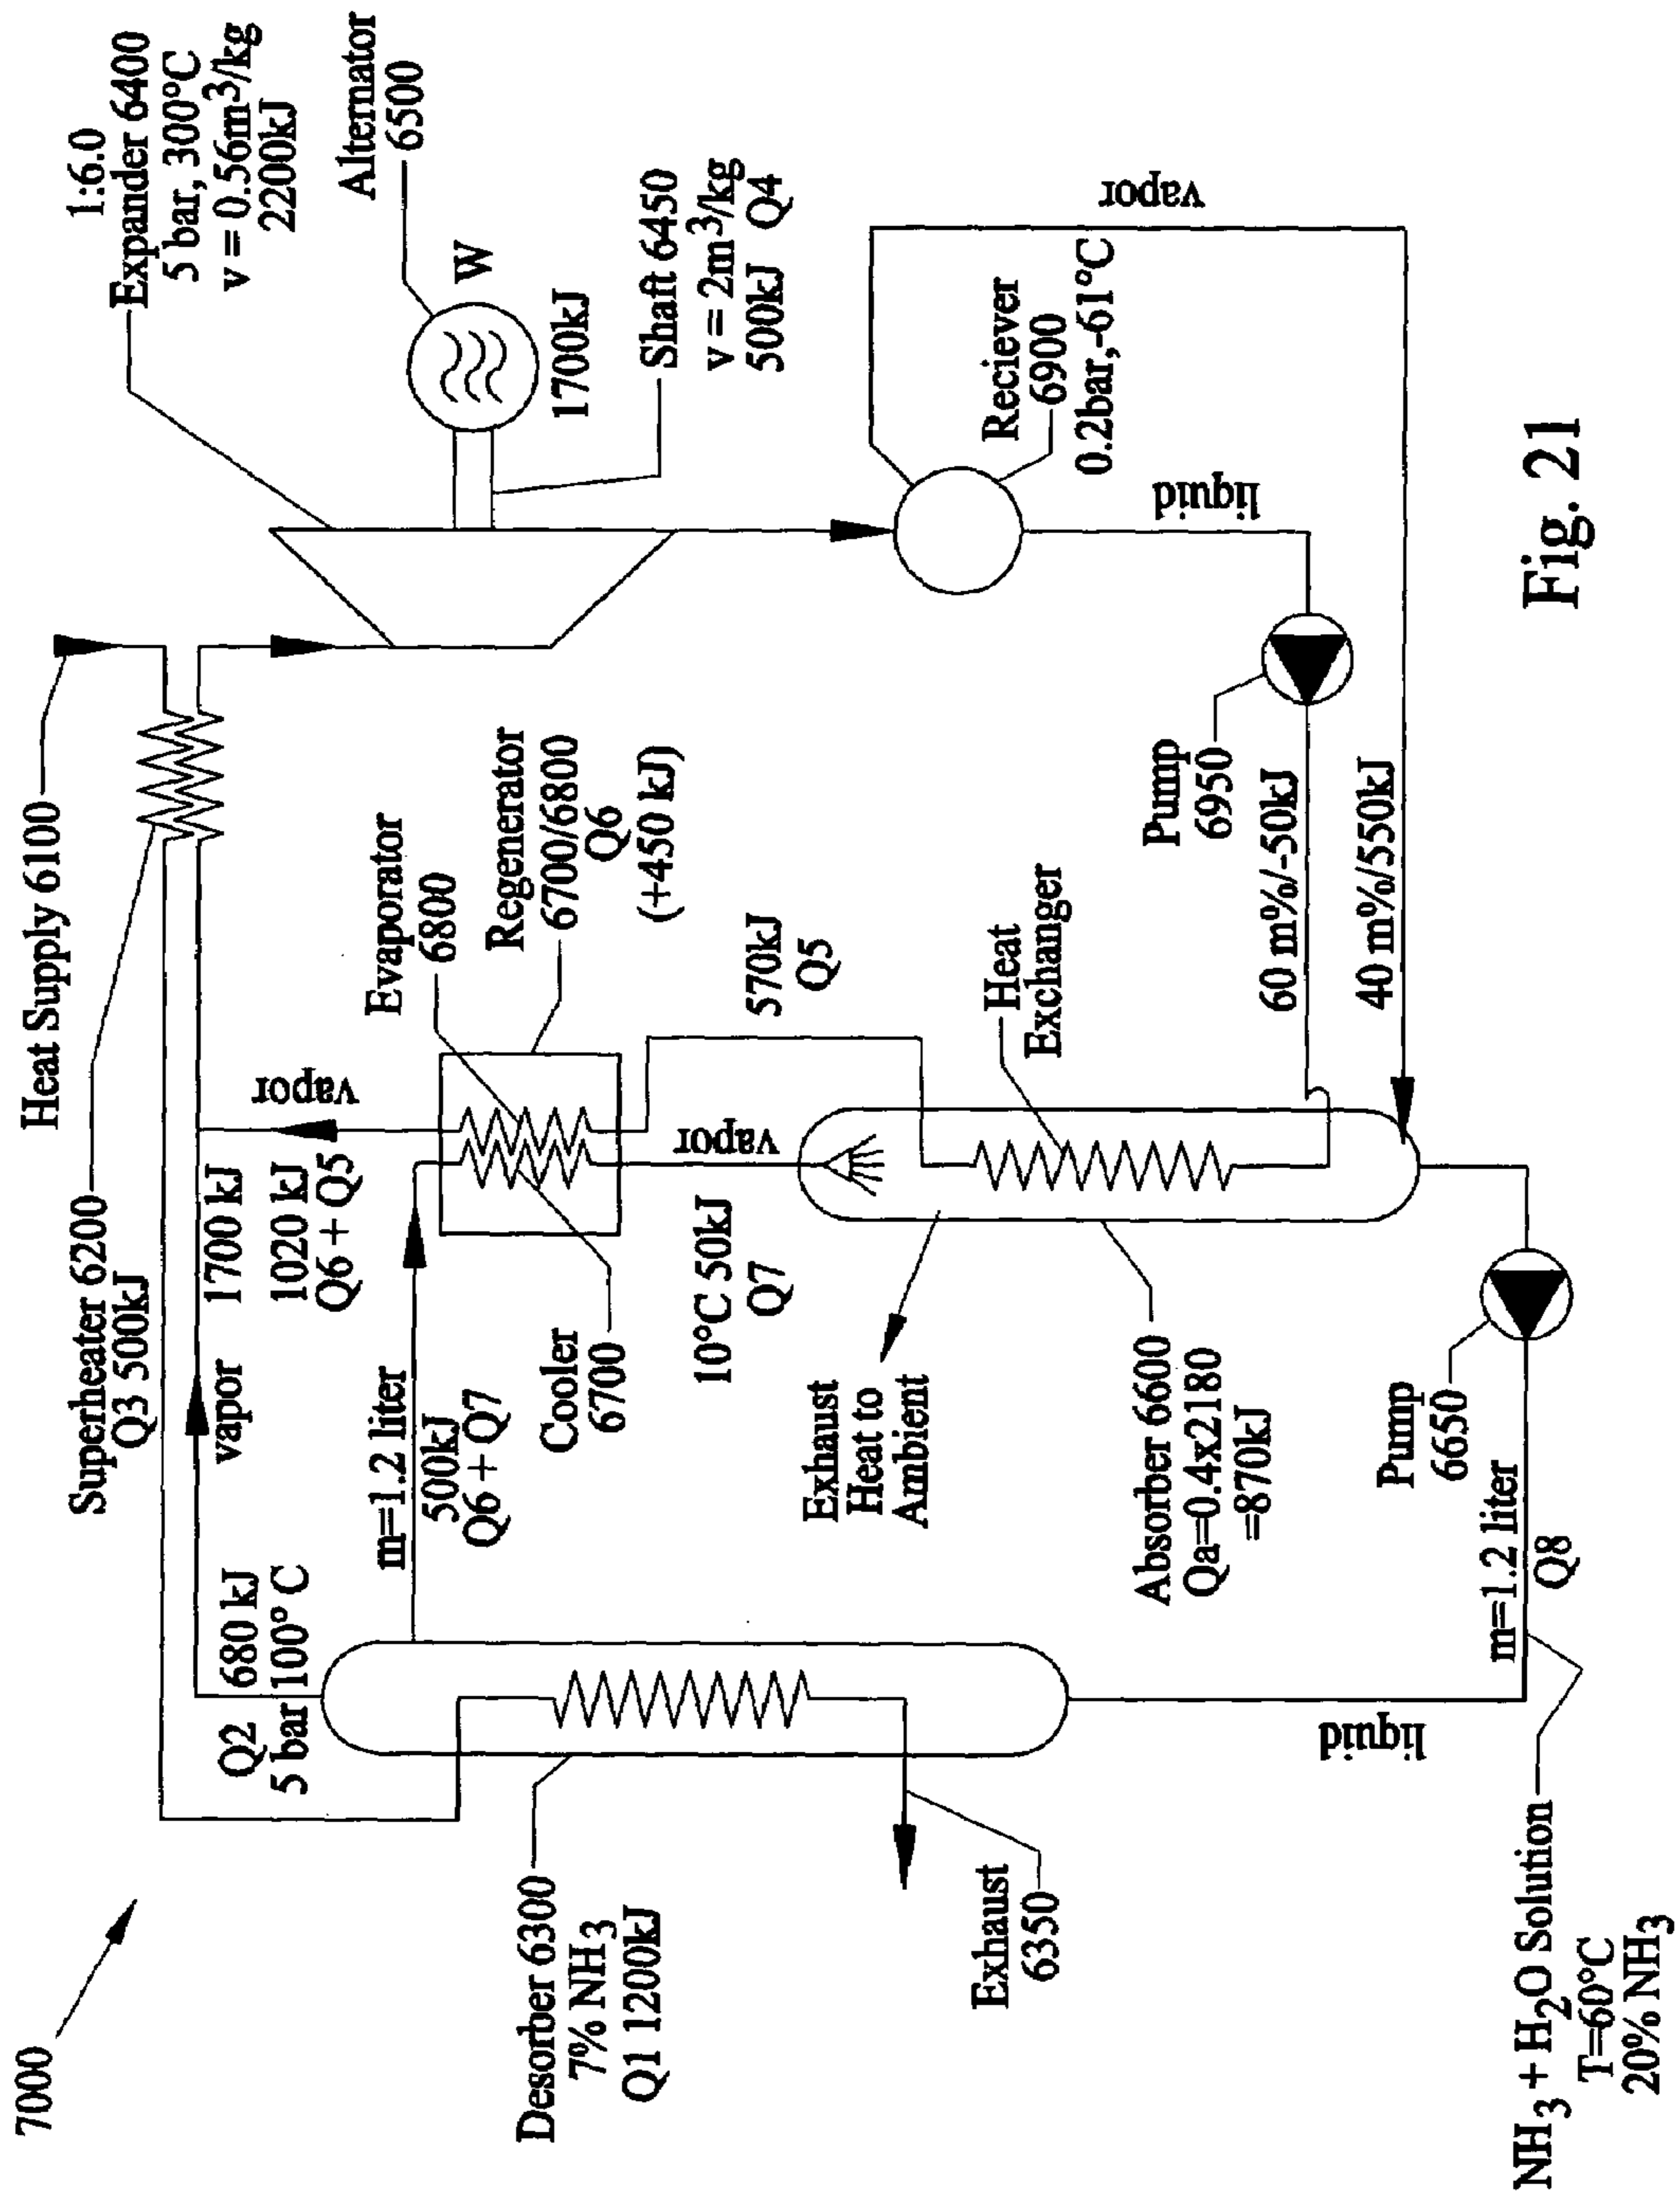 7000
Heat Supply 6100
Superheater 6200
Q3 500kJ
1:6.0
Expander 6400
5 bar, 300°C
v = 0.56m³/kg
2200kJ
Alternator
6500
W
1700kJ
Shaft 6450
v = 2m³/kg
500kJ Q4
Q2 680 kJ
5 bar 100°C
vapor
1700 kJ
1020 kJ
Q6 + Q5
vapor
Evaporator
6800
Regenerator
6700/6800
Q6
(+450 kJ)
m=1.2 liter
500kJ
Q6 + Q7
Cooler
6700
10°C 50kJ
Q7
vapor
570kJ
Q5
Heat
Exchanger
Exhaust
Heat to
Ambient
Absorber 6600
Qa=0.4x2180
=870kJ
Desorber 6300
7% NH₃
Q1 1200kJ
Exhaust
6350
Reciever
6900
0.2bar,-61°C
vapor
liquid
Pump
6950
60 m%/-50kJ
40 m%/550kJ
Pump
6650
m=1.2 liter
Q8
liquid
NH₃ + H₂O Solution
T=60°C
20% NH₃
Fig. 21